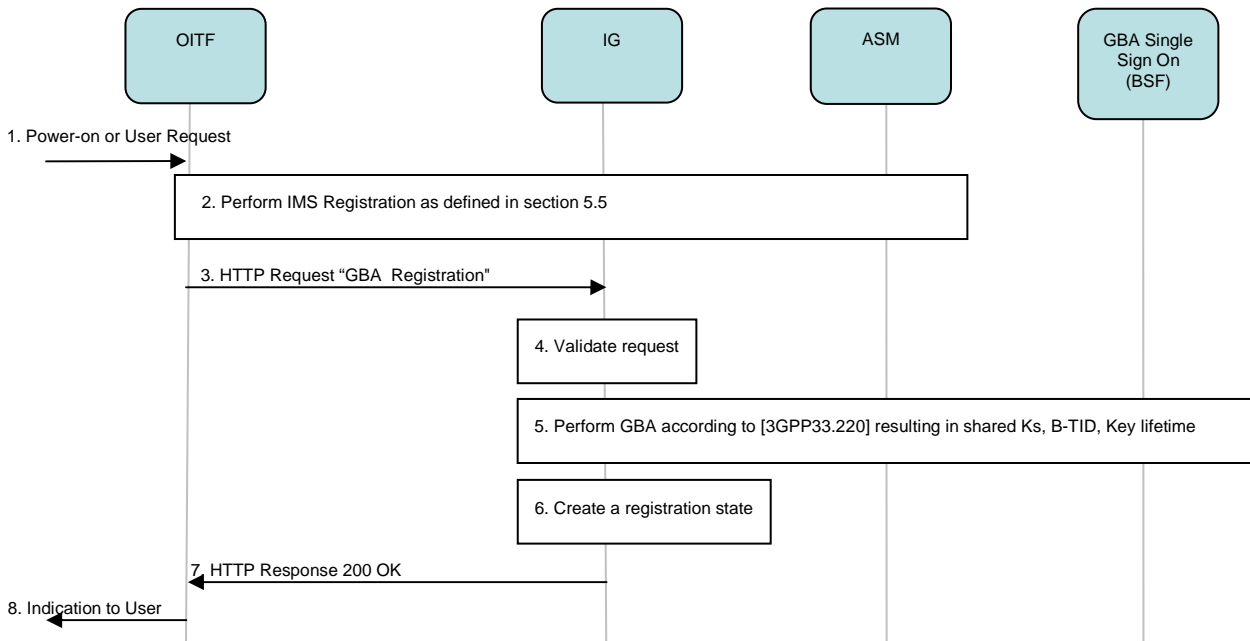 OITF
IG
ASM
GBA Single
Sign On
(BSF)
1. Power-on or User Request
2. Perform IMS Registration as defined in section 5.5
3. HTTP Request “GBA  Registration"
4. Validate request
5. Perform GBA according to [3GPP33.220] resulting in shared Ks, B-TID, Key lifetime
6. Create a registration state
7. HTTP Response 200 OK
8. Indication to User